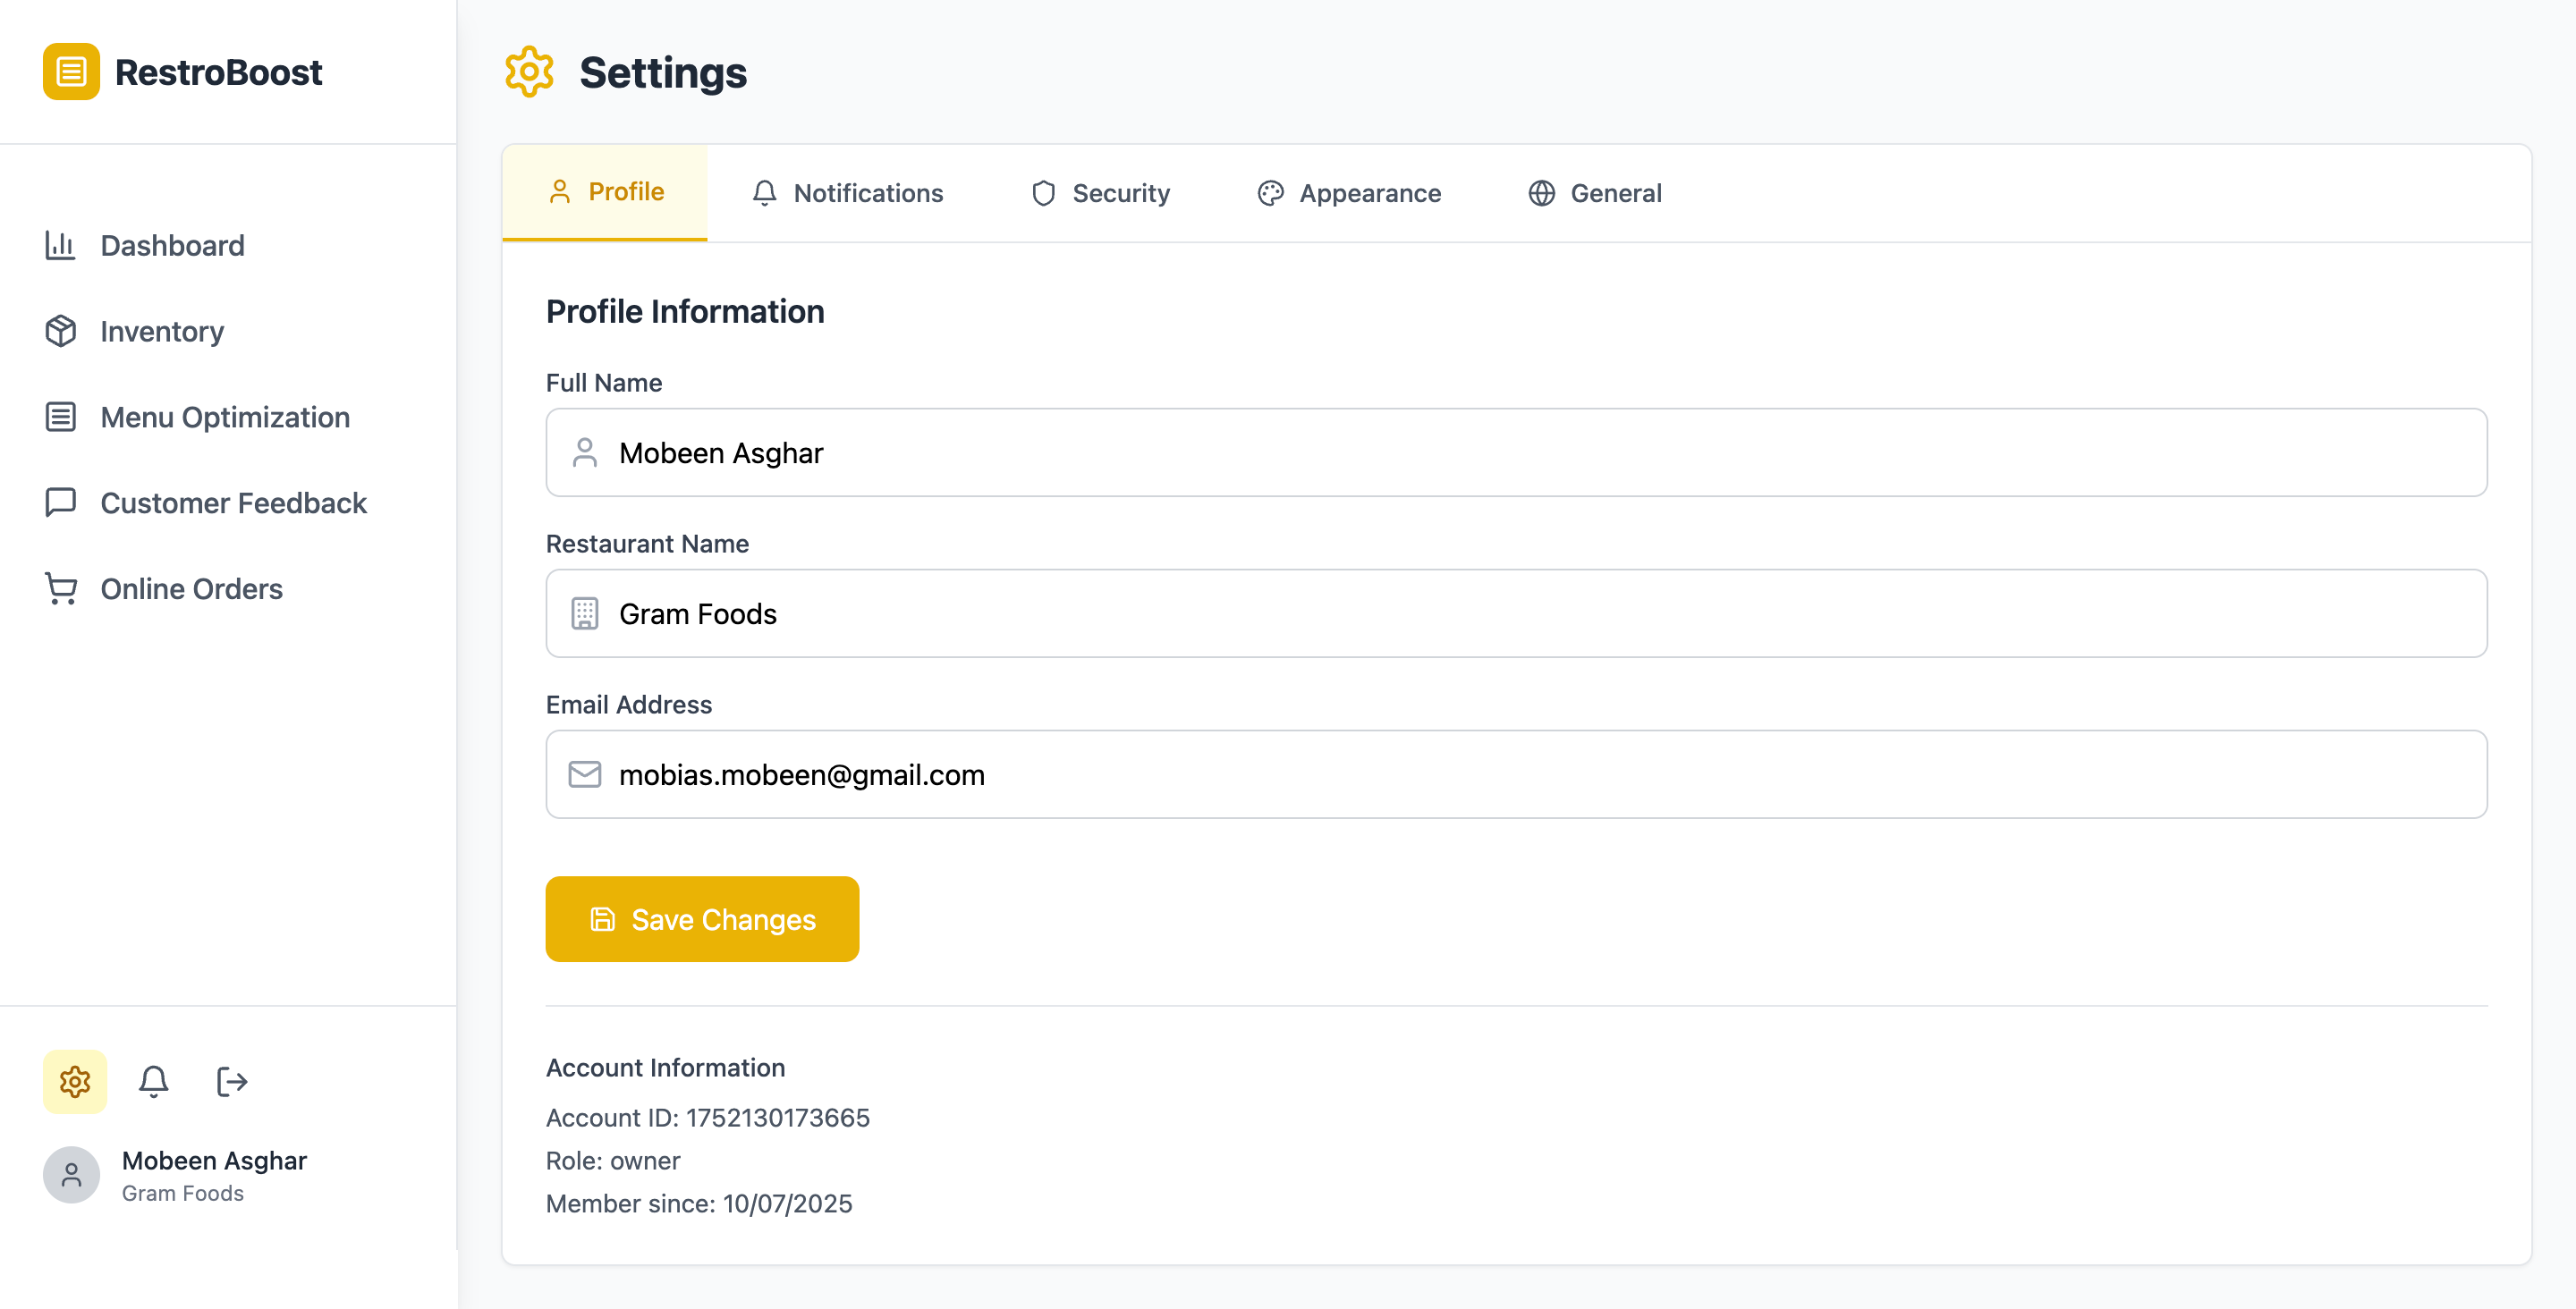 RestroBoost
Dashboard
Inventory
Menu Optimization
Customer Feedback
Online Orders
Mobeen Asghar
Gram Foods
Settings
Profile
Notifications
Security
Appearance
General
Profile Information
Full Name
Mobeen Asghar
Restaurant Name
Gram Foods
Email Address
mobias.mobeen@gmail.com
Save Changes
Account Information
Account ID: 1752130173665
Role: owner
Member since: 10/07/2025